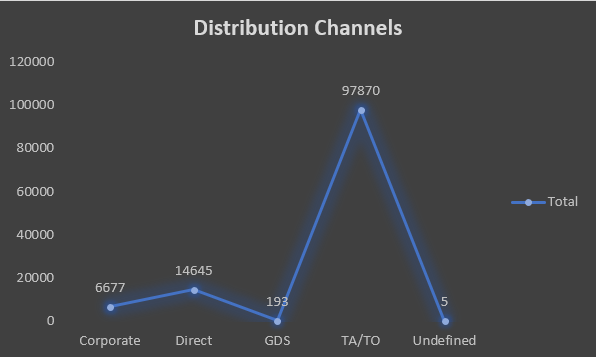 Distribution Channels
120000
100000
80000
60000
40000
20000
0
6677
14645
193
97870
5
Corporate
Direct
GDS
TA/TO
Undefined
Total